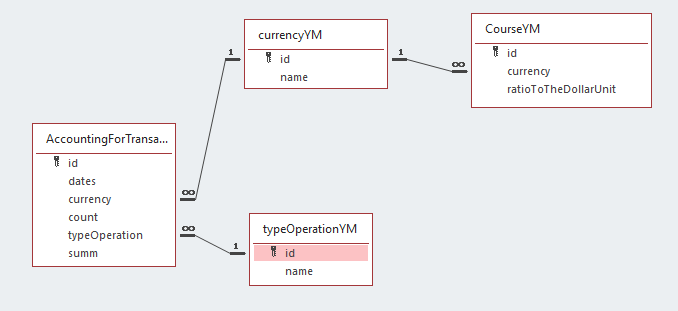 currencyYM
id
name
CourseYM
id
currency
ratioToTheDollarUnit
AccountingForTransa...
id
dates
currency
count
typeOperation
summ
typeOperationYM
id
name
1
1
∞
∞
∞
1